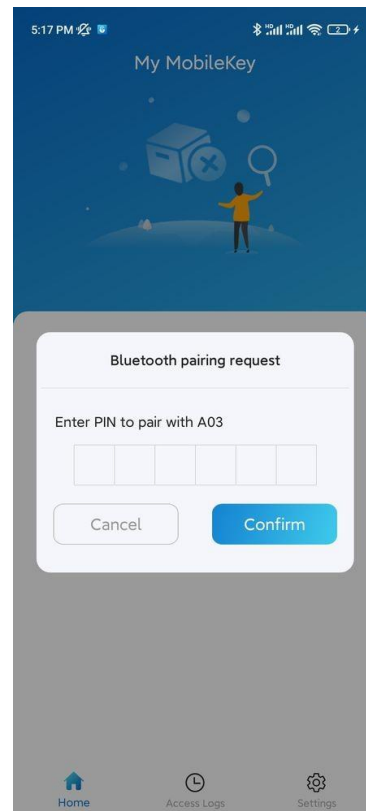 5:17 PM
2
My MobileKey
Bluetooth pairing request
Enter PIN to pair with A03
Cancel
Confirm
Home
Access Logs
Settings